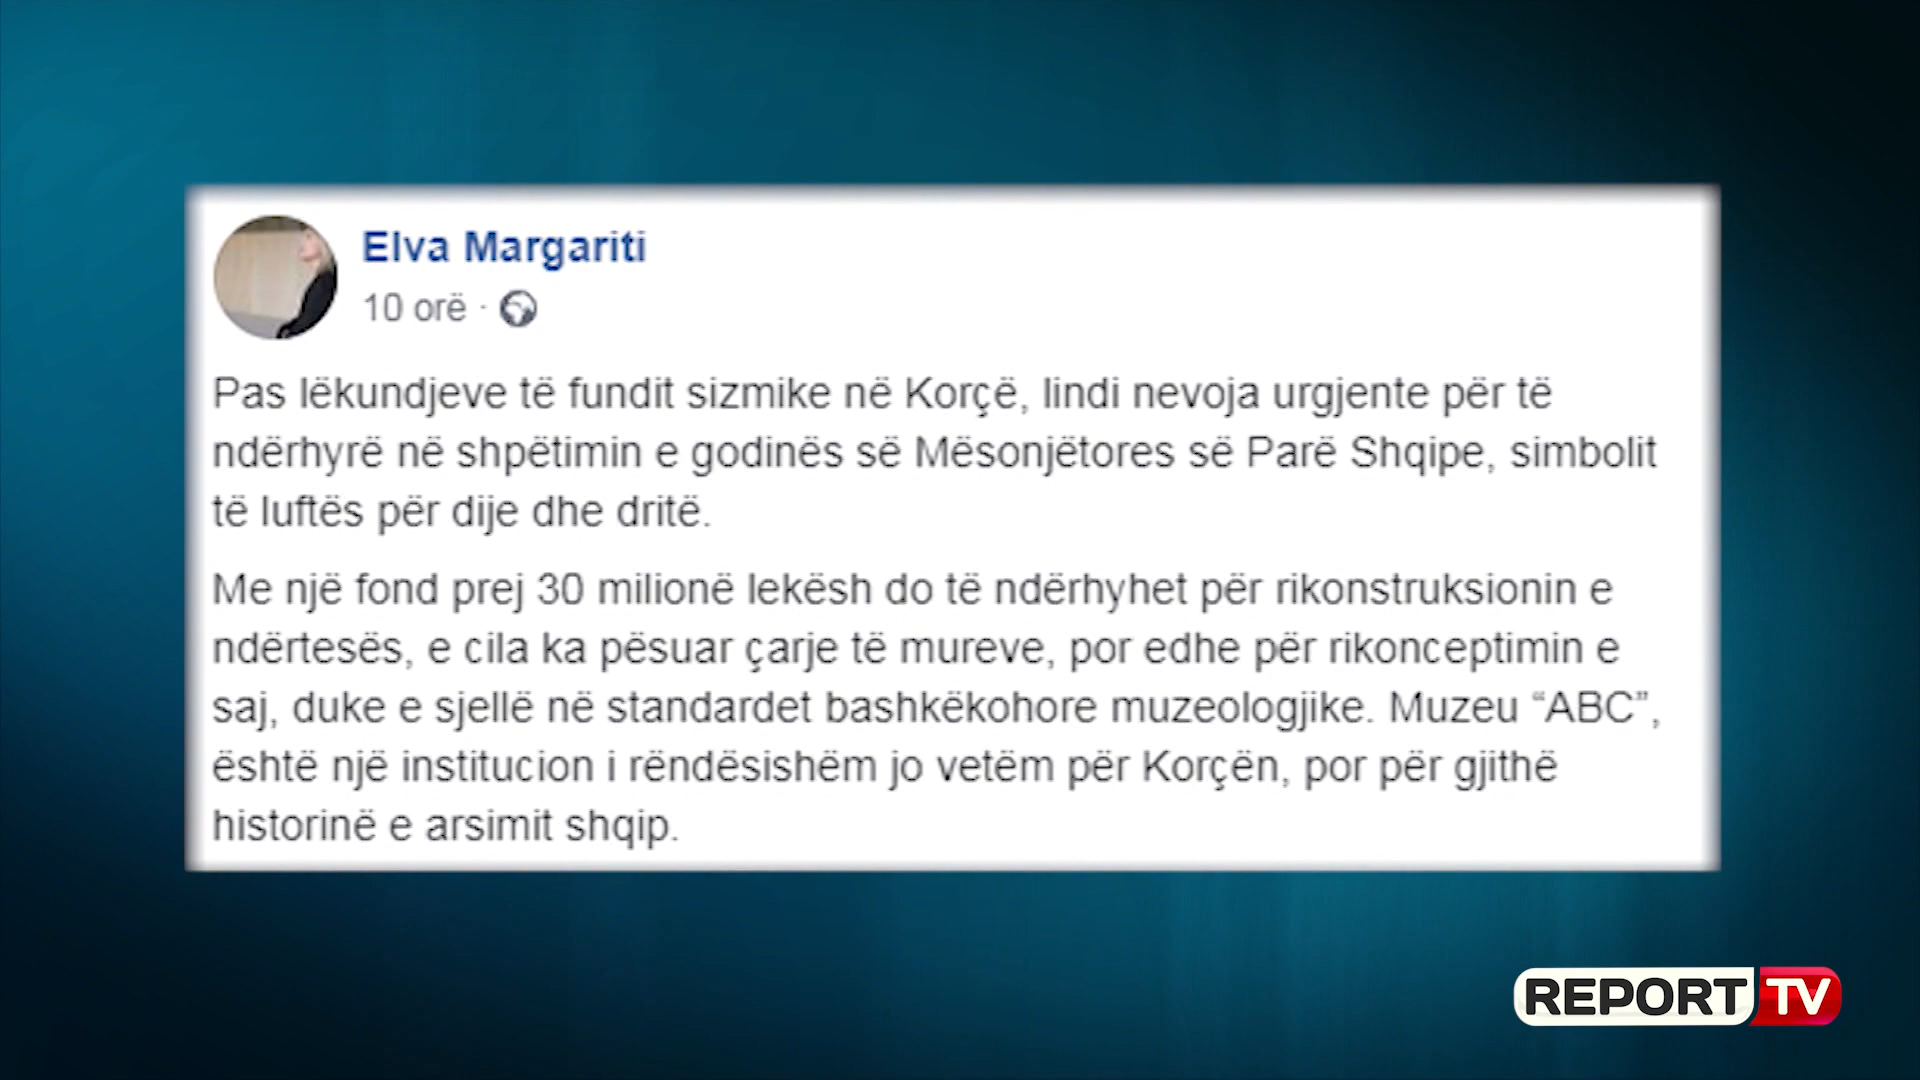 Elva Margariti
10 orë ·
Pas lëkundjeve të fundit sizmike në Korçë, lindi nevoja urgjente për të
ndërhyrë në shpëtimin e godinës së Mësonjëtores së Parë Shqipe, simbolit
të luftës për dije dhe dritë.
Me një fond prej 30 milionë lekësh do të ndërhyhet për rikonstruksionin e
ndërtesës, e cila ka pësuar çarje të mureve, por edhe për rikonceptimin e
saj, duke e sjellë në standardet bashkëkohore muzeologjike. Muzeu “ABC”,
është një institucion i rëndësishëm jo vetëm për Korçën, por për gjithë
historinë e arsimit shqip.
REPORT TV